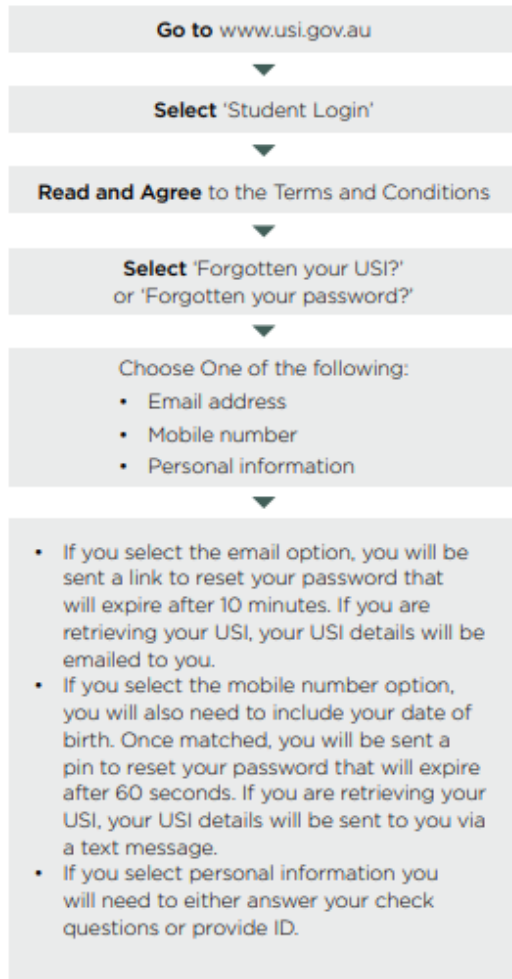 Go to www.usi.gov.au
Select 'Student Login'
Read and Agree to the Terms and Conditions
Select 'Forgotten your USI?'
or 'Forgotten your password?'
Choose One of the following:
• Email address
• Mobile number
• Personal information
• If you select the email option, you will be
sent a link to reset your password that
will expire after 10 minutes. If you are
retrieving your USI, your USI details will be
emailed to you.
• If you select the mobile number option,
you will also need to include your date of
birth. Once matched, you will be sent a
pin to reset your password that will expire
after 60 seconds. If you are retrieving your
USI, your USI details will be sent to you via
a text message.
• If you select personal information you
will need to either answer your check
questions or provide ID.